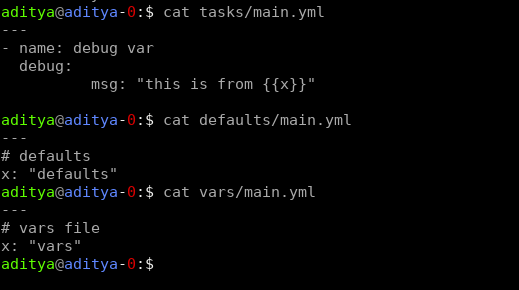 aditya@aditya-0:$ cat tasks/main.yml
---
- name: debug var
  debug:
          msg: "this is from {{x}}"

aditya@aditya-0:$ cat defaults/main.yml
---
# defaults
x: "defaults"
aditya@aditya-0:$ cat vars/main.yml
---
# vars file
x: "vars"
aditya@aditya-0:$